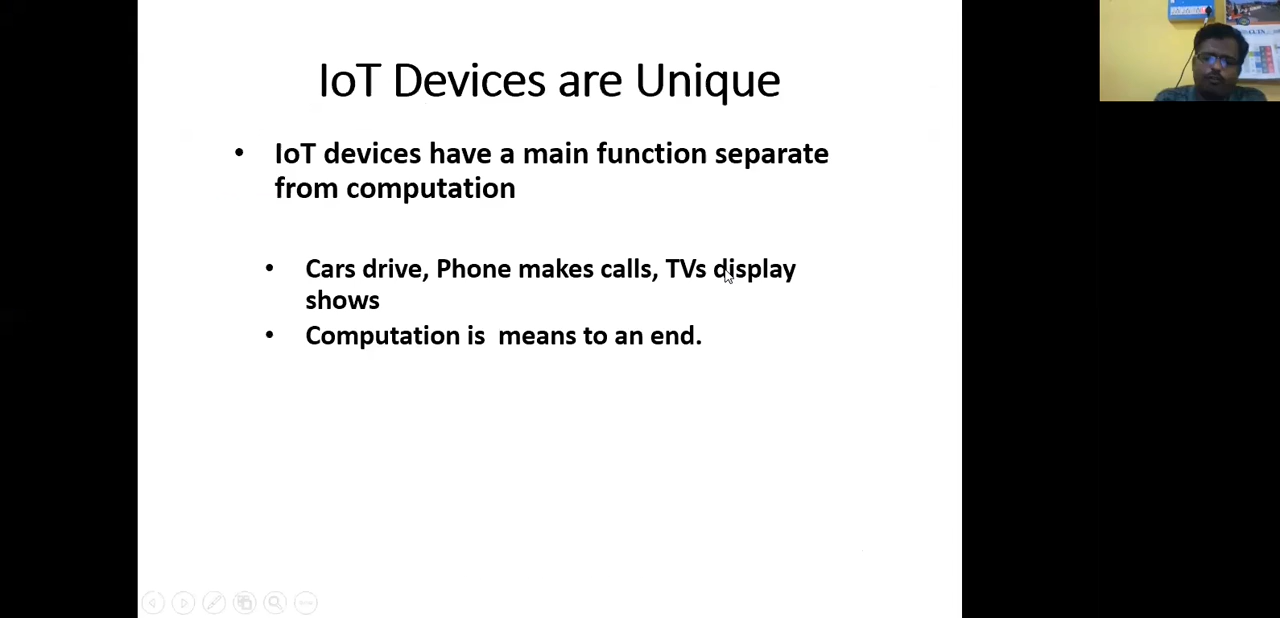 IoT Devices are Unique
• IoT devices have a main function separate
from computation
• Cars drive, Phone makes calls, TVs display
shows
• Computation is  means to an end.